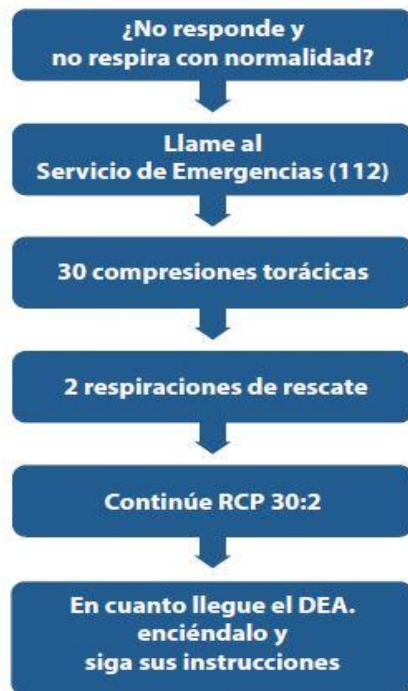 ¿No responde y
no respira con normalidad?
Llame al
Servicio de Emergencias (112)
30 compresiones torácicas
2 respiraciones de rescate
Continúe RCP 30:2
En cuanto llegue el DEA.
enciéndalo y
siga sus instrucciones